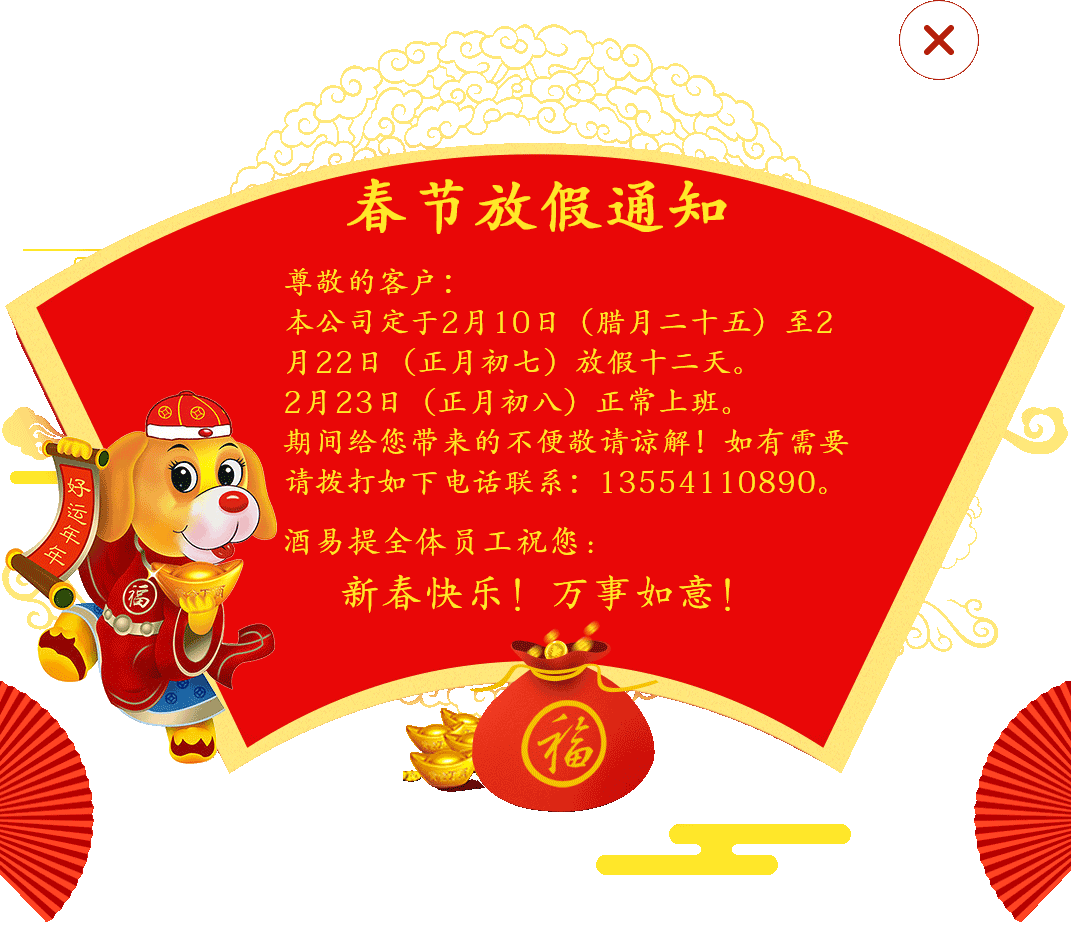 春节放假通知
尊敬的客户：
本公司定于2月10日（腊月二十五）至2
月22日（正月初七）放假十二天。
2月23日（正月初八）正常上班。
期间给您带来的不便敬请谅解！如有需要
请拨打如下电话联系：13554110890。
酒易提全体员工祝您：
新春快乐！万事如意！
好运年年
福
福